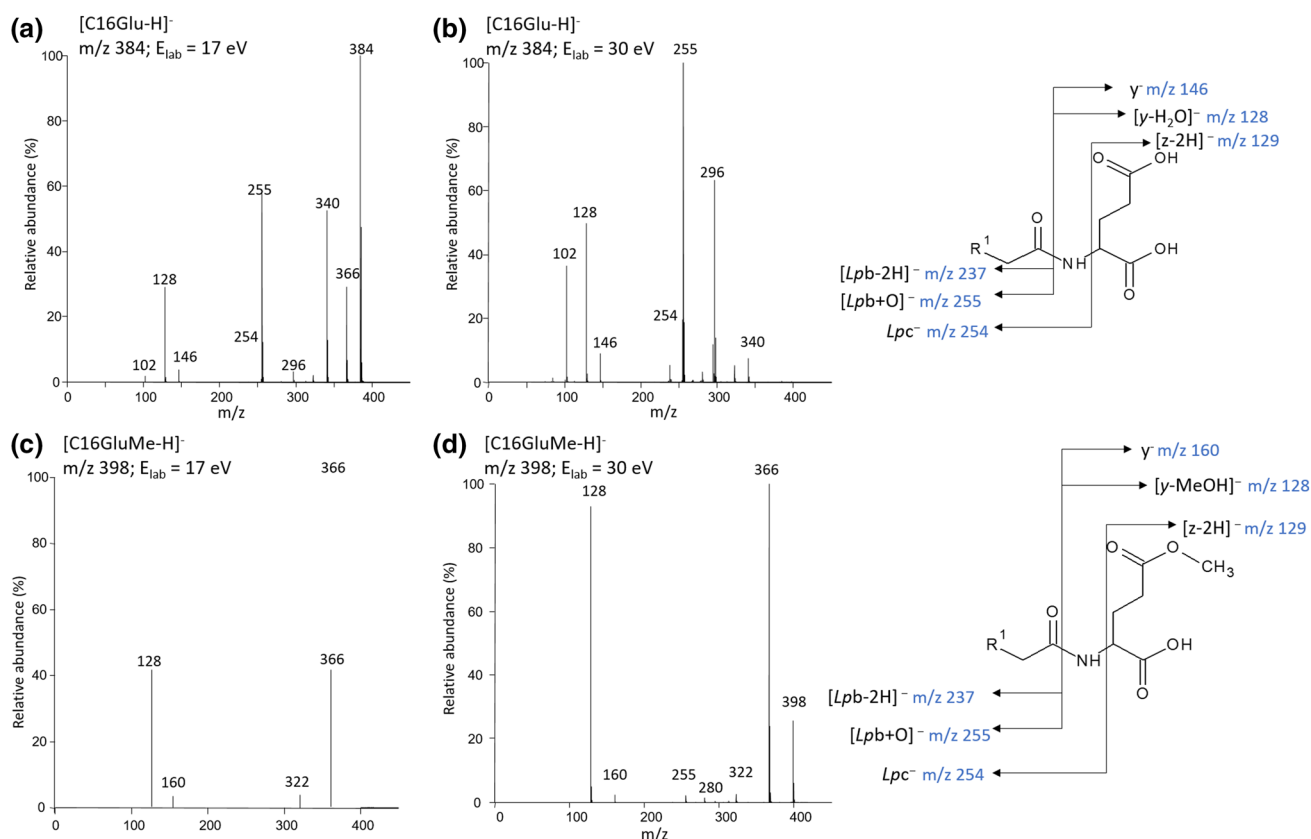 (a)
[C16Glu-H]⁻
m/z 384; E_lab = 17 eV
384
100
80
60
40
20
0
Relative abundance (%)
255
340
366
128
254
102
146
296
0
100
200
300
400
m/z
(b)
[C16Glu-H]⁻
m/z 384; E_lab = 30 eV
255
100
80
60
40
20
0
Relative abundance (%)
296
128
102
254
146
340
0
100
200
300
400
m/z
y⁻ m/z 146
[y-H₂O]⁻ m/z 128
[z-2H]⁻ m/z 129
O
OH
O
R¹
NH
OH
O
[Lpb-2H]⁻ m/z 237
[Lpb+O]⁻ m/z 255
Lpc⁻ m/z 254
(c)
[C16GluMe-H]⁻
m/z 398; E_lab = 17 eV
366
100
80
60
40
20
0
Relative abundance (%)
128
366
160
322
0
100
200
300
400
m/z
(d)
[C16GluMe-H]⁻
m/z 398; E_lab = 30 eV
366
128
100
80
60
40
20
0
Relative abundance (%)
398
160
255
280
322
0
100
200
300
400
m/z
y⁻ m/z 160
[y-MeOH]⁻ m/z 128
[z-2H]⁻ m/z 129
O
O
CH₃
O
R¹
NH
OH
O
[Lpb-2H]⁻ m/z 237
[Lpb+O]⁻ m/z 255
Lpc⁻ m/z 254